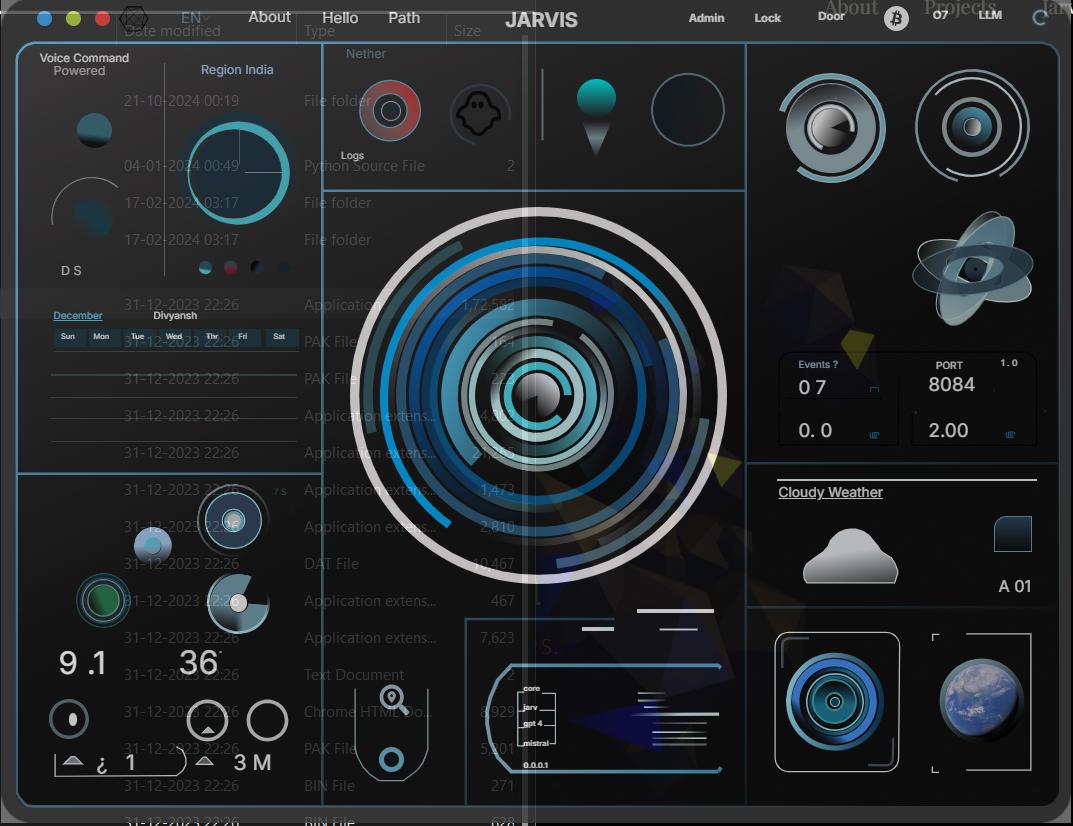 EN About Hello Path JARVIS Admin Lock Door 07 LLM
About Projects
Date modified Type Size
Voice Command
Powered
Region India
Nether
Logs
D S
21-10-2024 00:19 File folder
04-01-2024 00:49 Python Source File 2
17-02-2024 03:17 File folder
17-02-2024 03:17 File folder
31-12-2023 22:26 Application 1,72,582
31-12-2023 22:26 PAK File 164
31-12-2023 22:26 PAK File 223
31-12-2023 22:26 Application extens... 4,802
31-12-2023 22:26 Application extens... 21,265
31-12-2023 22:26 Application extens... 1,473
31-12-2023 22:26 Application extens... 2,810
31-12-2023 22:26 DAT File 10,467
31-12-2023 22:26 Application extens... 467
31-12-2023 22:26 Application extens... 7,623
31-12-2023 22:26 Text Document 2
31-12-2023 22:26 Chrome HTML Do... 8,929
31-12-2023 22:26 PAK File 5,201
31-12-2023 22:26 BIN File 271
31-12-2023 22:26 BIN File 628
December Divyansh
Sun Mon Tue Wed Thr Fri Sat
7 S
9 .1 36
¿ 1 3 M
S.
core
jarv
gpt 4
mistral
0.0.0.1
Events ? PORT 1 . 0
0 7 8084
0. 0 2.00
Cloudy Weather
A 01